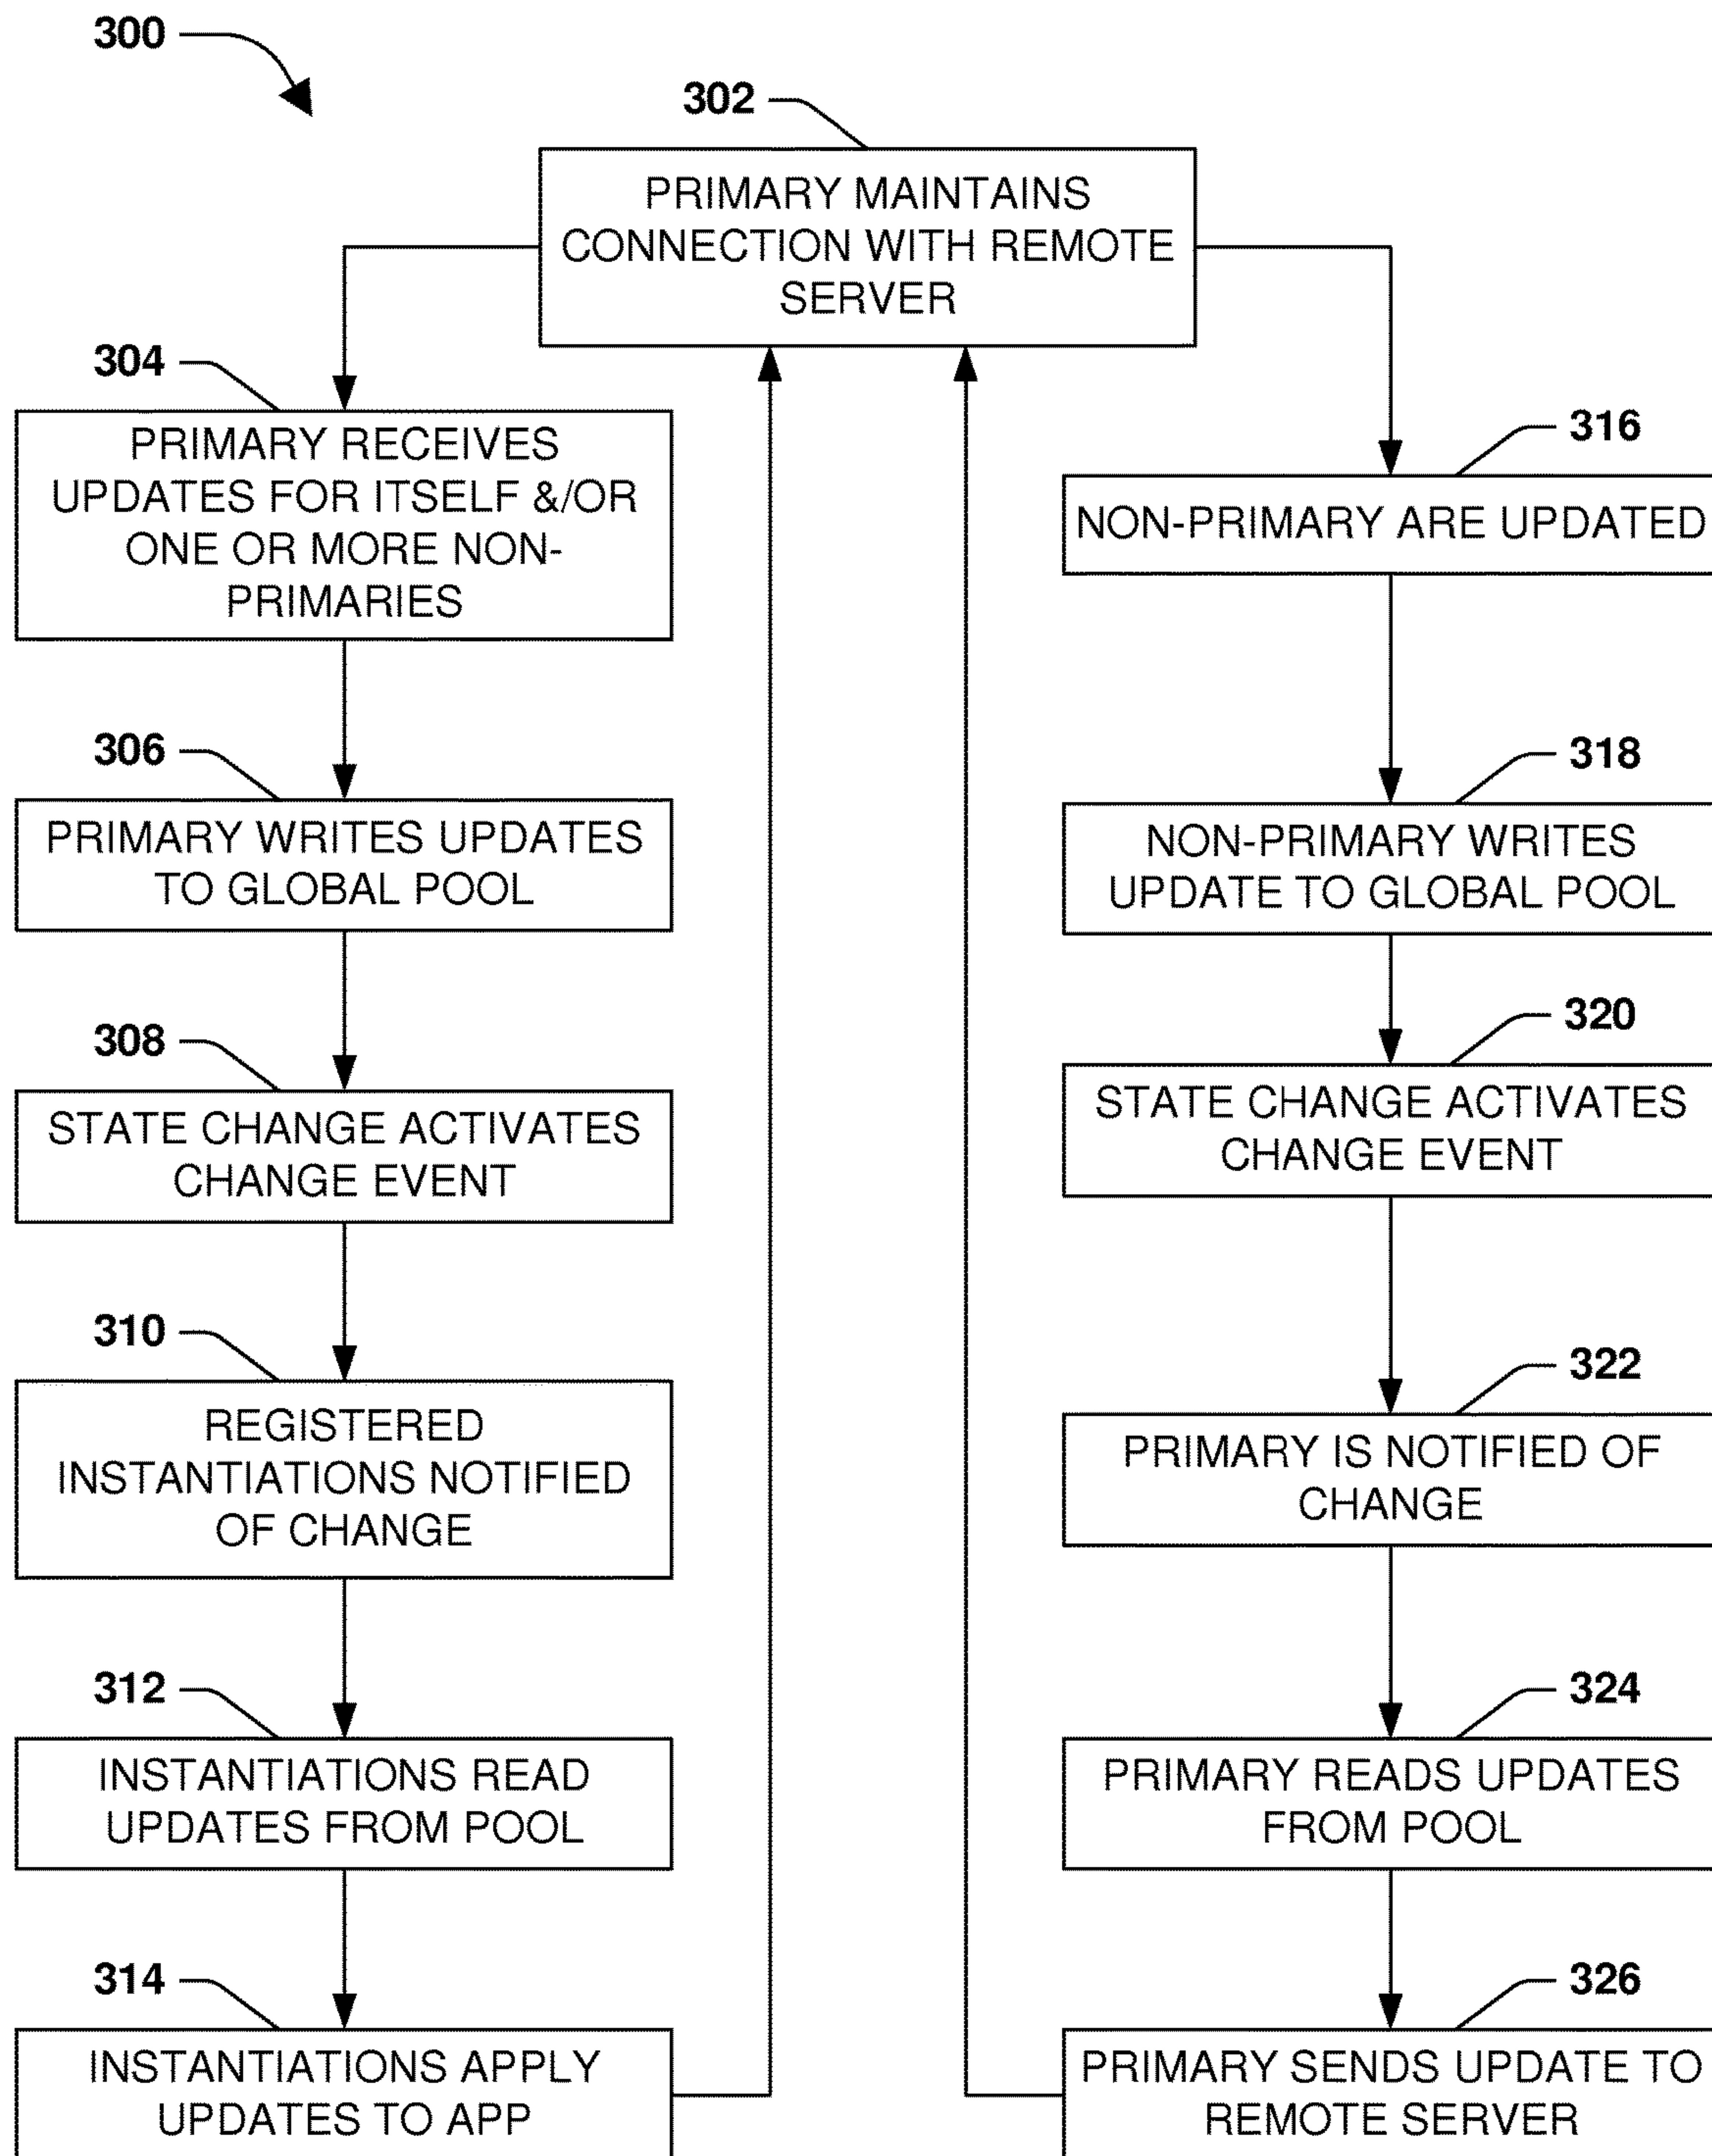 300
302
PRIMARY MAINTAINS
CONNECTION WITH REMOTE
SERVER
304
PRIMARY RECEIVES
UPDATES FOR ITSELF &/OR
ONE OR MORE NON-
PRIMARIES
306
PRIMARY WRITES UPDATES
TO GLOBAL POOL
308
STATE CHANGE ACTIVATES
CHANGE EVENT
310
REGISTERED
INSTANTIATIONS NOTIFIED
OF CHANGE
312
INSTANTIATIONS READ
UPDATES FROM POOL
314
INSTANTIATIONS APPLY
UPDATES TO APP
316
NON-PRIMARY ARE UPDATED
318
NON-PRIMARY WRITES
UPDATE TO GLOBAL POOL
320
STATE CHANGE ACTIVATES
CHANGE EVENT
322
PRIMARY IS NOTIFIED OF
CHANGE
324
PRIMARY READS UPDATES
FROM POOL
326
PRIMARY SENDS UPDATE TO
REMOTE SERVER